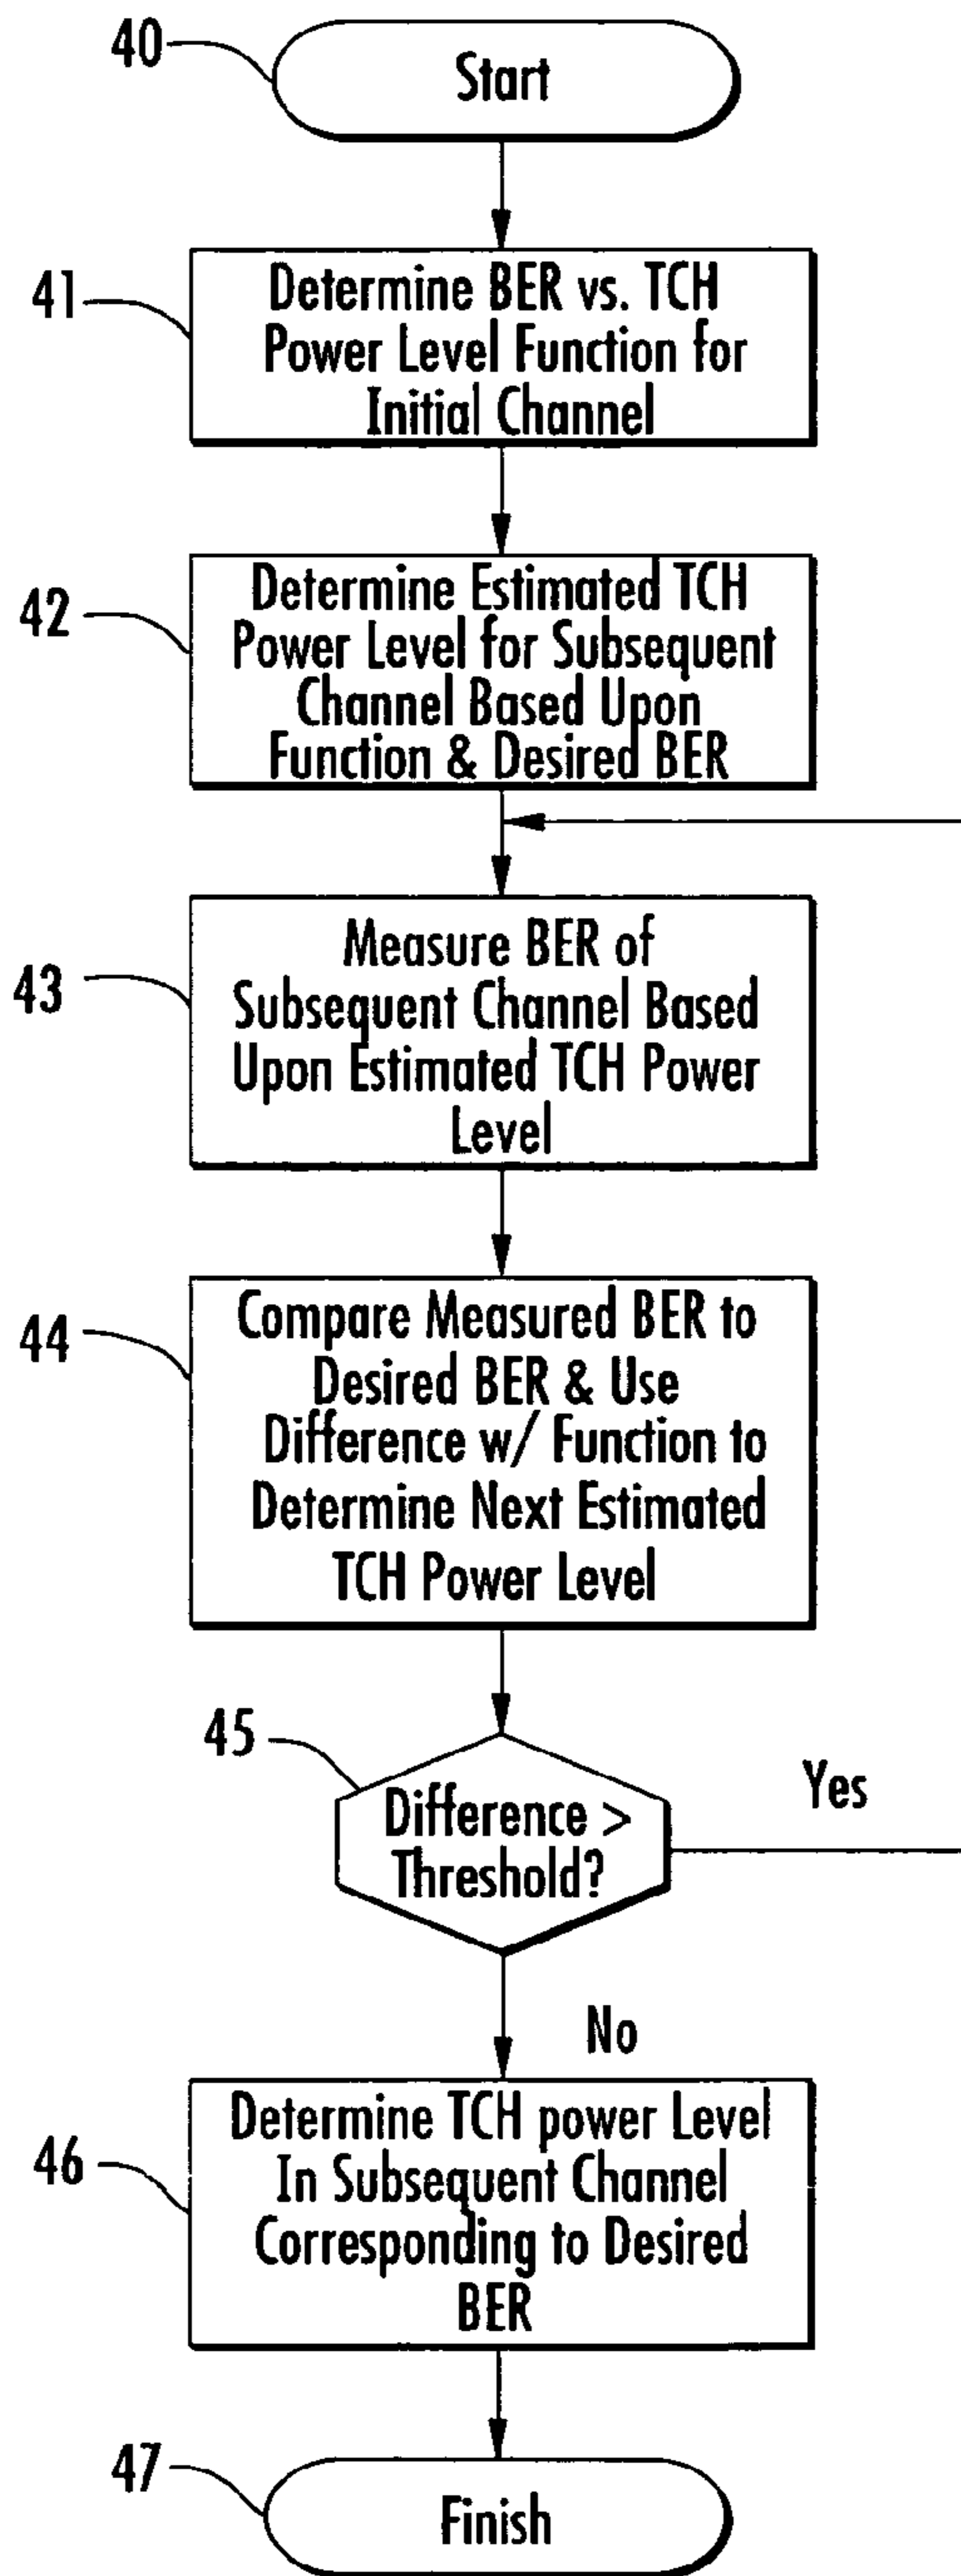 40
Start
41
Determine BER vs. TCH
Power Level Function for
Initial Channel
42
Determine Estimated TCH
Power Level for Subsequent
Channel Based Upon
Function & Desired BER
43
Measure BER of
Subsequent Channel Based
Upon Estimated TCH Power
Level
44
Compare Measured BER to
Desired BER & Use
Difference w/ Function to
Determine Next Estimated
TCH Power Level
45
Difference >
Threshold?
Yes
No
46
Determine TCH power Level
In Subsequent Channel
Corresponding to Desired
BER
47
Finish